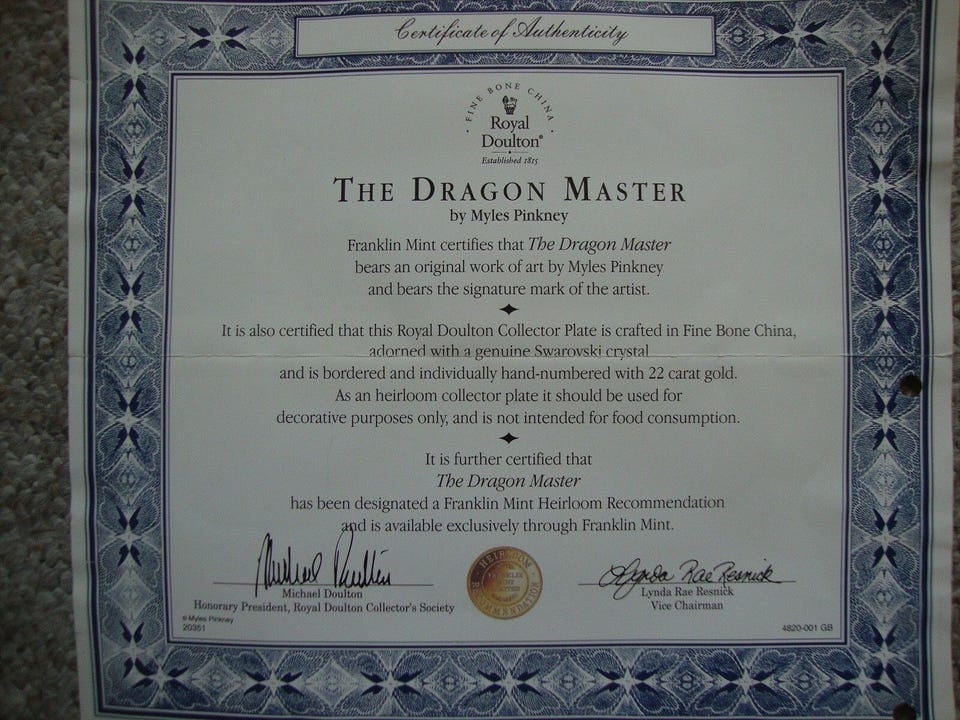 Certificate of Authenticity
FINE BONE CHINA
Royal
Doulton®
Established 1815
THE DRAGON MASTER
by Myles Pinkney
Franklin Mint certifies that The Dragon Master
bears an original work of art by Myles Pinkney
and bears the signature mark of the artist.
It is also certified that this Royal Doulton Collector Plate is crafted in Fine Bone China,
adorned with a genuine Swarovski crystal
and is bordered and individually hand-numbered with 22 carat gold.
As an heirloom collector plate it should be used for
decorative purposes only, and is not intended for food consumption.
It is further certified that
The Dragon Master
has been designated a Franklin Mint Heirloom Recommendation
and is available exclusively through Franklin Mint.
Michael Doulton
Lynda Rae Resnick
HEIRLOOM
RECOMMENDATION
Michael Doulton
Honorary President, Royal Doulton Collector's Society
Lynda Rae Resnick
Vice Chairman
© Myles Pinkney
20351
4820-001 GB